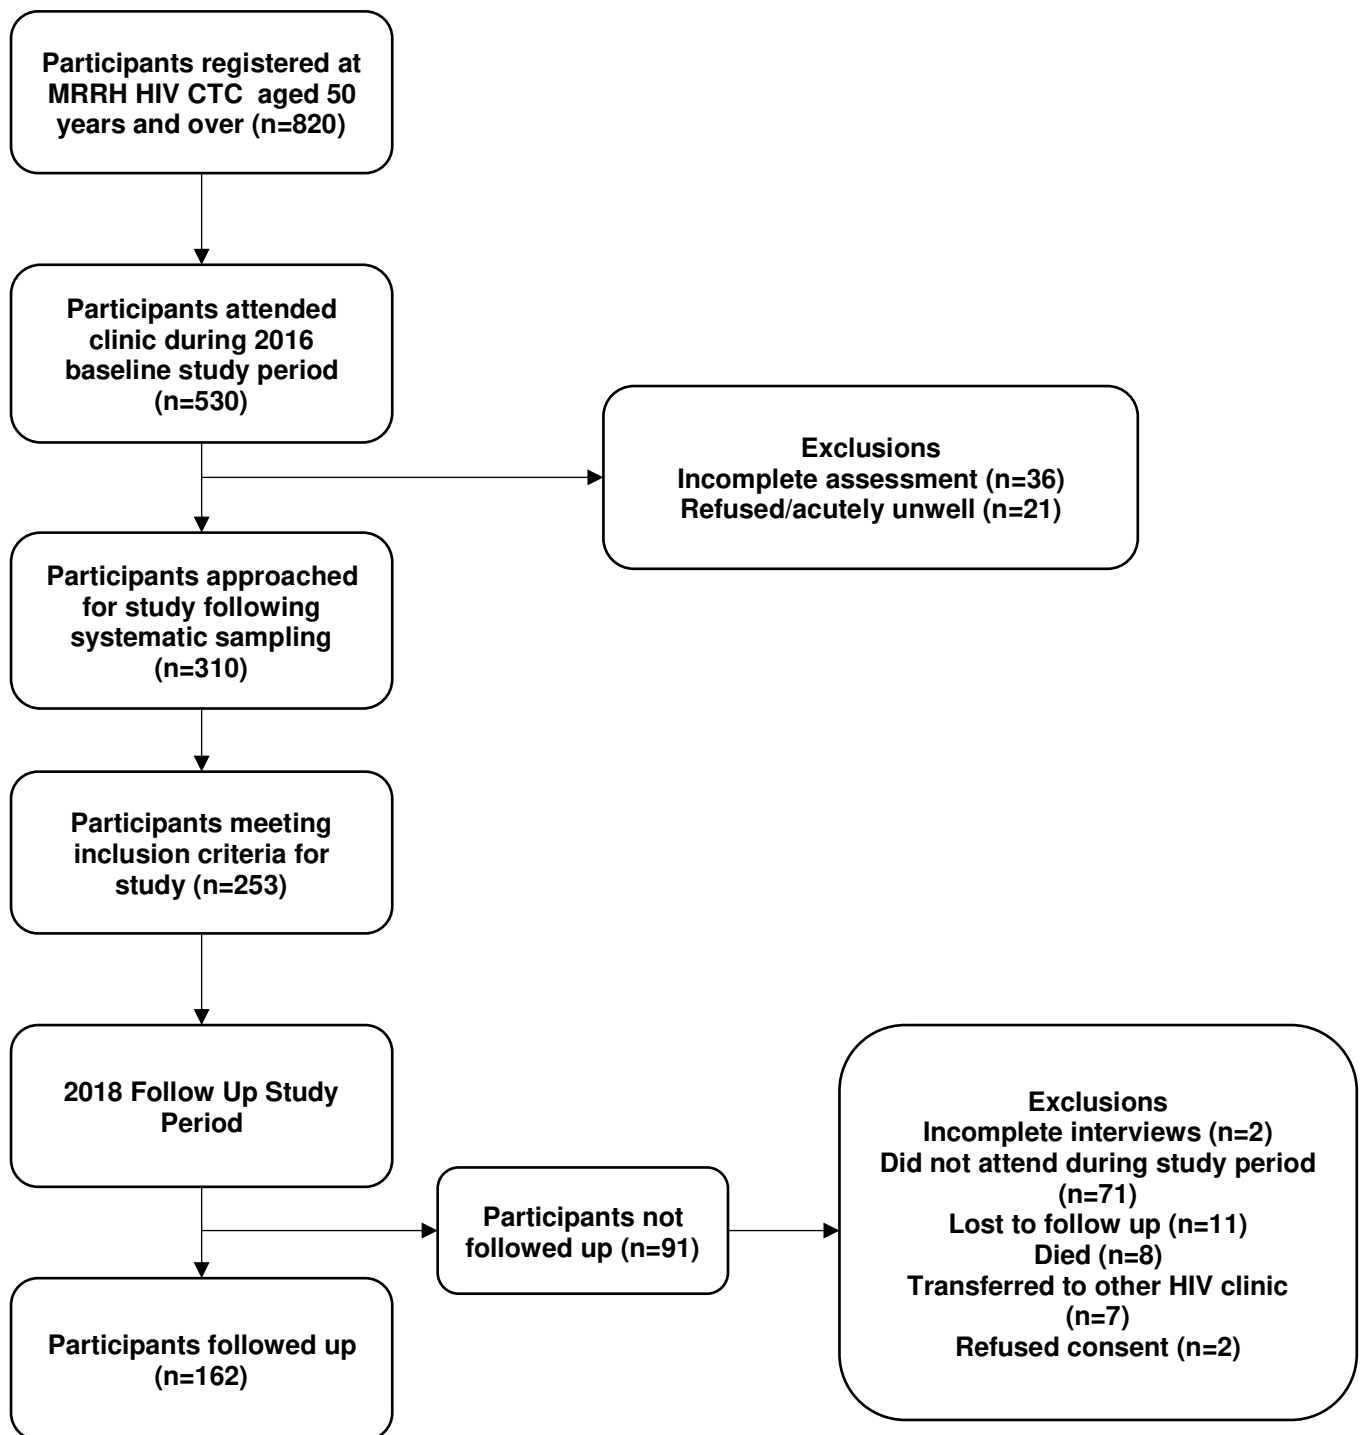 Participants registered at
MRRH HIV CTC aged 50
years and over (n=820)
Participants attended
clinic during 2016
baseline study period
(n=530)
Exclusions
Incomplete assessment (n=36)
Refused/acutely unwell (n=21)
Participants approached
for study following
systematic sampling
(n=310)
Participants meeting
inclusion criteria for
study (n=253)
2018 Follow Up Study
Period
Participants not
followed up (n=91)
Exclusions
Incomplete interviews (n=2)
Did not attend during study period
(n=71)
Lost to follow up (n=11)
Died (n=8)
Transferred to other HIV clinic
(n=7)
Refused consent (n=2)
Participants followed up
(n=162)